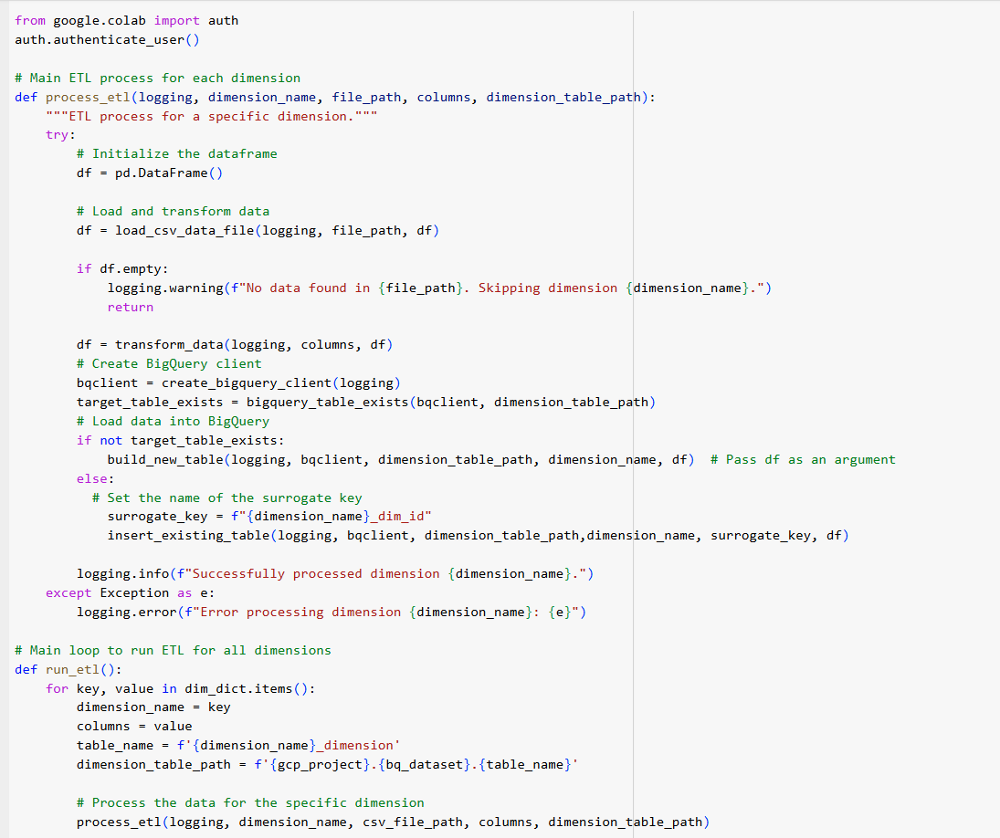 from google.colab import auth
auth.authenticate_user()
# Main ETL process for each dimension
def process_etl(logging, dimension_name, file_path, columns, dimension_table_path):
    """ETL process for a specific dimension."""
    try:
        # Initialize the dataframe
        df = pd.DataFrame()
        # Load and transform data
        df = load_csv_data_file(logging, file_path, df)
        if df.empty:
            logging.warning(f"No data found in {file_path}. Skipping dimension {dimension_name}.")
            return
        df = transform_data(logging, columns, df)
        # Create BigQuery client
        bqclient = create_bigquery_client(logging)
        target_table_exists = bigquery_table_exists(bqclient, dimension_table_path)
        # Load data into BigQuery
        if not target_table_exists:
            build_new_table(logging, bqclient, dimension_table_path, dimension_name, df)  # Pass df as an argument
        else:
          # Set the name of the surrogate key
            surrogate_key = f"{dimension_name}_dim_id"
            insert_existing_table(logging, bqclient, dimension_table_path,dimension_name, surrogate_key, df)
        logging.info(f"Successfully processed dimension {dimension_name}.")
    except Exception as e:
        logging.error(f"Error processing dimension {dimension_name}: {e}")
# Main loop to run ETL for all dimensions
def run_etl():
    for key, value in dim_dict.items():
        dimension_name = key
        columns = value
        table_name = f'{dimension_name}_dimension'
        dimension_table_path = f'{gcp_project}.{bq_dataset}.{table_name}'
        # Process the data for the specific dimension
        process_etl(logging, dimension_name, csv_file_path, columns, dimension_table_path)